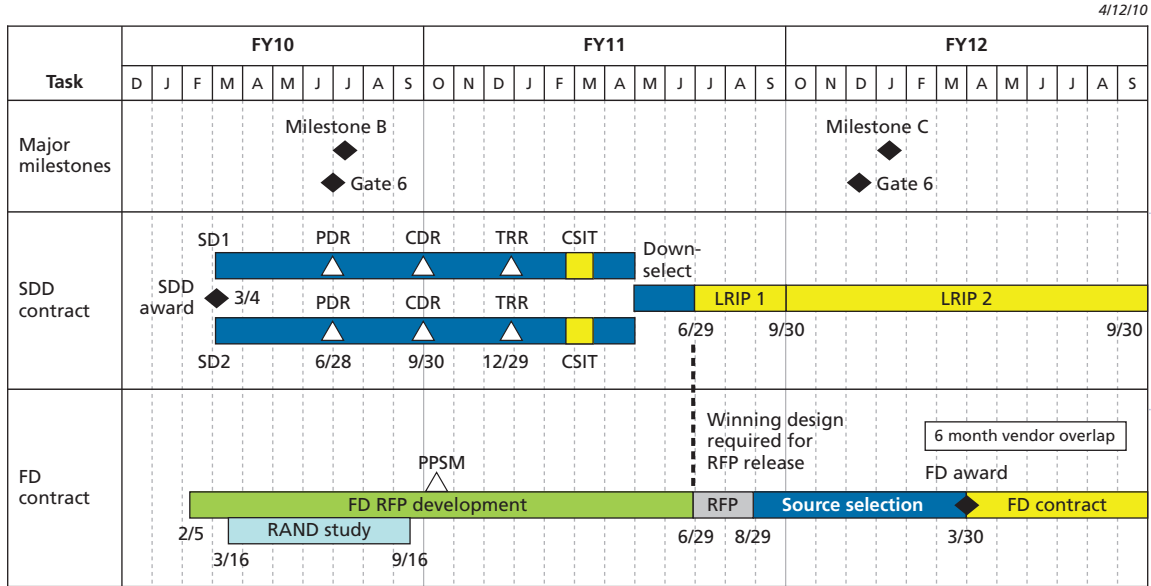 4/12/10
Task
FY10
FY11
FY12
D J F M A M J J A S O N D J F M A M J J A S O N D J F M A M J J A S
Major
milestones
Milestone B
Gate 6
Milestone C
Gate 6
SDD
contract
SD1
PDR
CDR
TRR
CSIT
Down-
select
SDD
award
3/4
LRIP 1
LRIP 2
PDR
CDR
TRR
6/29
9/30
9/30
SD2
6/28
9/30
12/29
CSIT
Winning design
required for
RFP release
6 month vendor overlap
FD
contract
PPSM
FD award
FD RFP development
RFP
Source selection
FD contract
2/5
RAND study
6/29
8/29
3/30
3/16
9/16